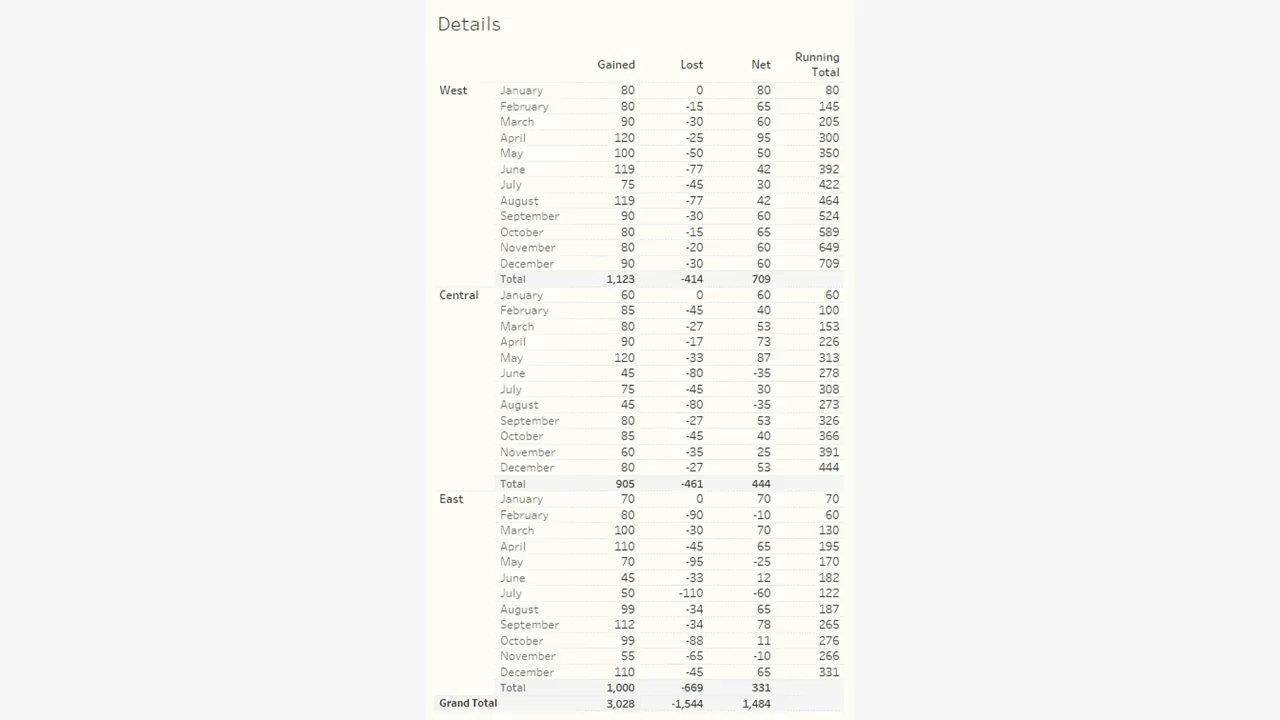 Details
Gained Lost Net Running Total
West January 80 0 80 80
February 80 -15 65 145
March 90 -30 60 205
April 120 -25 95 300
May 100 -50 50 350
June 119 -77 42 392
July 75 -45 30 422
August 119 -77 42 464
September 90 -30 60 524
October 80 -15 65 589
November 80 -20 60 649
December 90 -30 60 709
Total 1,123 -414 709
Central January 60 0 60 60
February 85 -45 40 100
March 80 -27 53 153
April 90 -17 73 226
May 120 -33 87 313
June 45 -80 -35 278
July 75 -45 30 308
August 45 -80 -35 273
September 80 -27 53 326
October 85 -45 40 366
November 60 -35 25 391
December 80 -27 53 444
Total 905 -461 444
East January 70 0 70 70
February 80 -90 -10 60
March 100 -30 70 130
April 110 -45 65 195
May 70 -95 -25 170
June 45 -33 12 182
July 50 -110 -60 122
August 99 -34 65 187
September 112 -34 78 265
October 99 -88 11 276
November 55 -65 -10 266
December 110 -45 65 331
Total 1,000 -669 331
Grand Total 3,028 -1,544 1,484